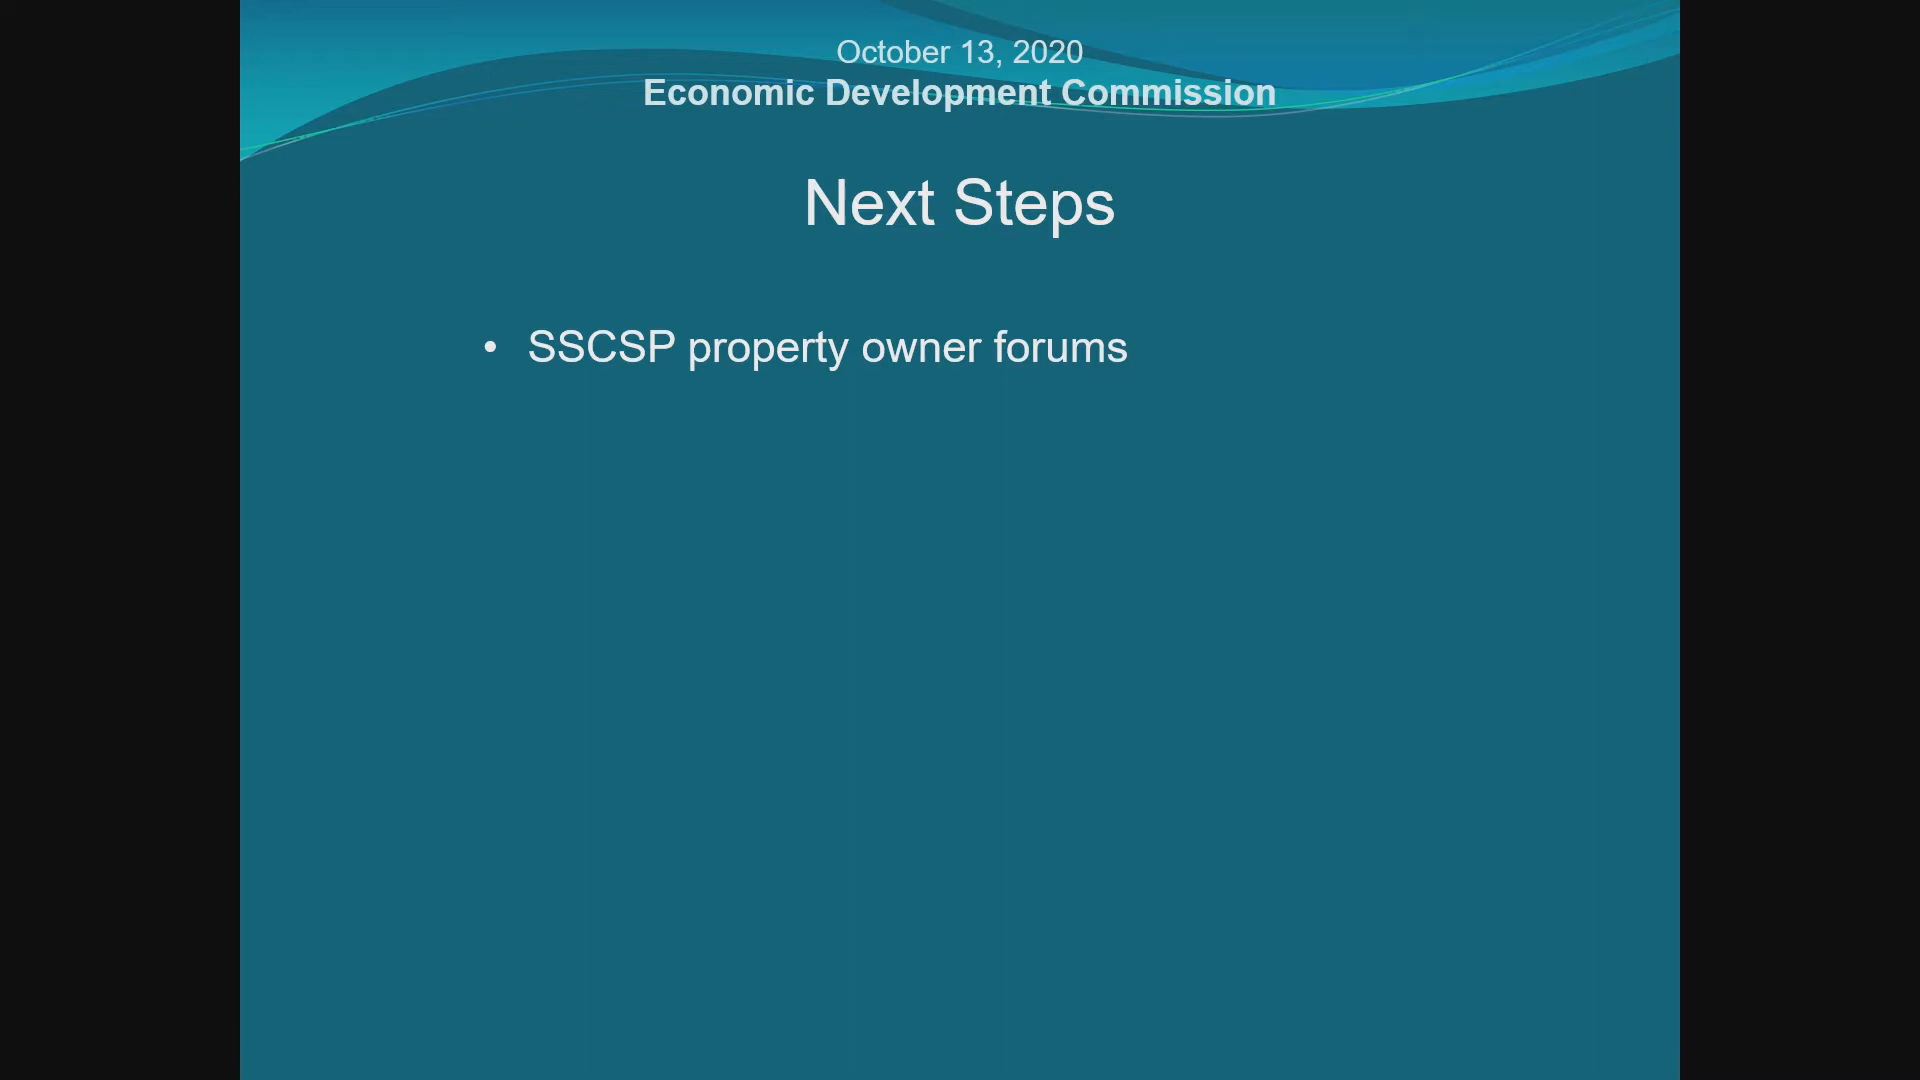 October 13, 2020
Economic Development Commission
Next Steps
• SSCSP property owner forums